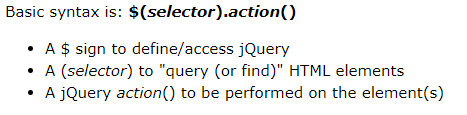 Basic syntax is: $(selector).action()
• A $ sign to define/access jQuery
• A (selector) to "query (or find)" HTML elements
• A jQuery action() to be performed on the element(s)